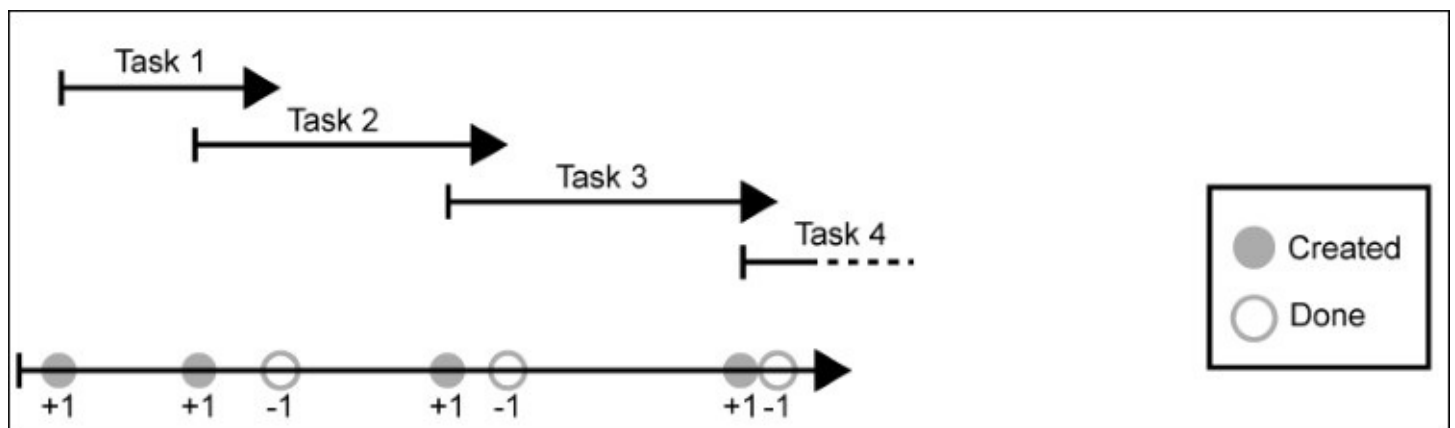 Task 1
Task 2
Task 3
Task 4
Created
Done
+1 +1 -1 +1 -1 +1 -1